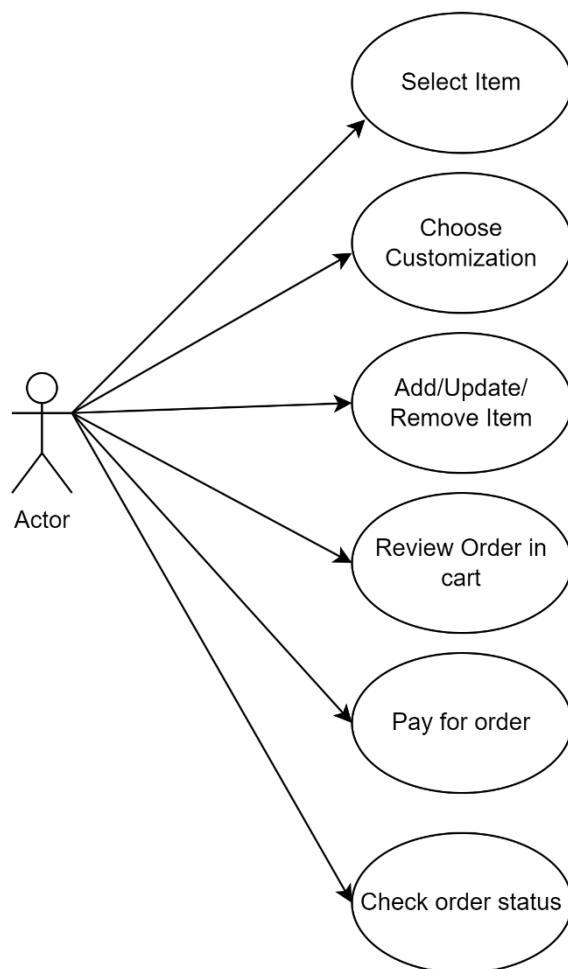 Select Item
Choose
Customization
Add/Update/
Remove Item
Actor
Review Order in
cart
Pay for order
Check order status